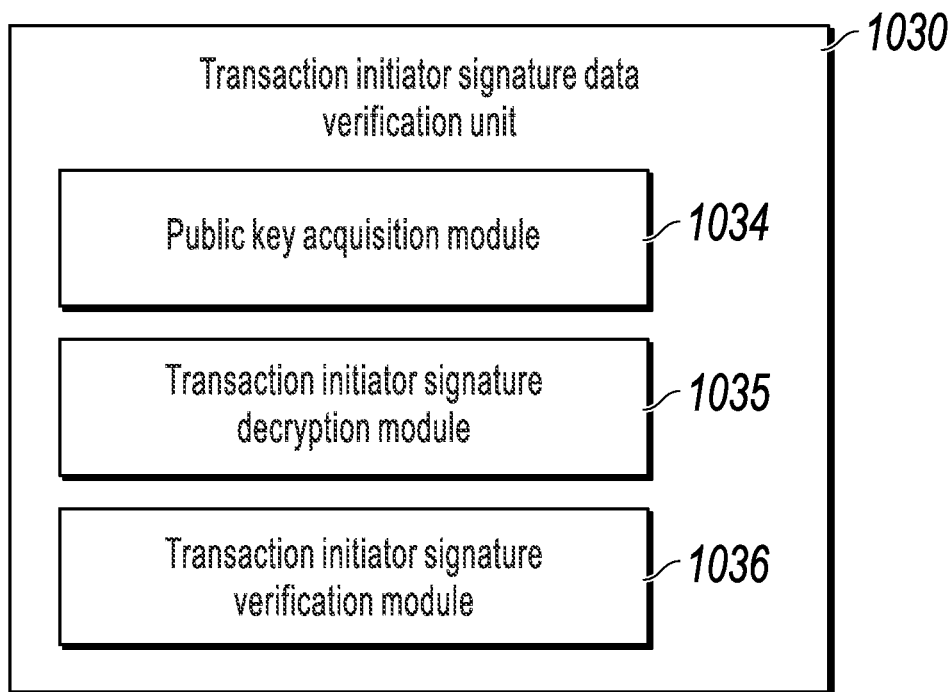 1030
Transaction initiator signature data
verification unit
Public key acquisition module
1034
Transaction initiator signature
decryption module
1035
Transaction initiator signature
verification module
1036